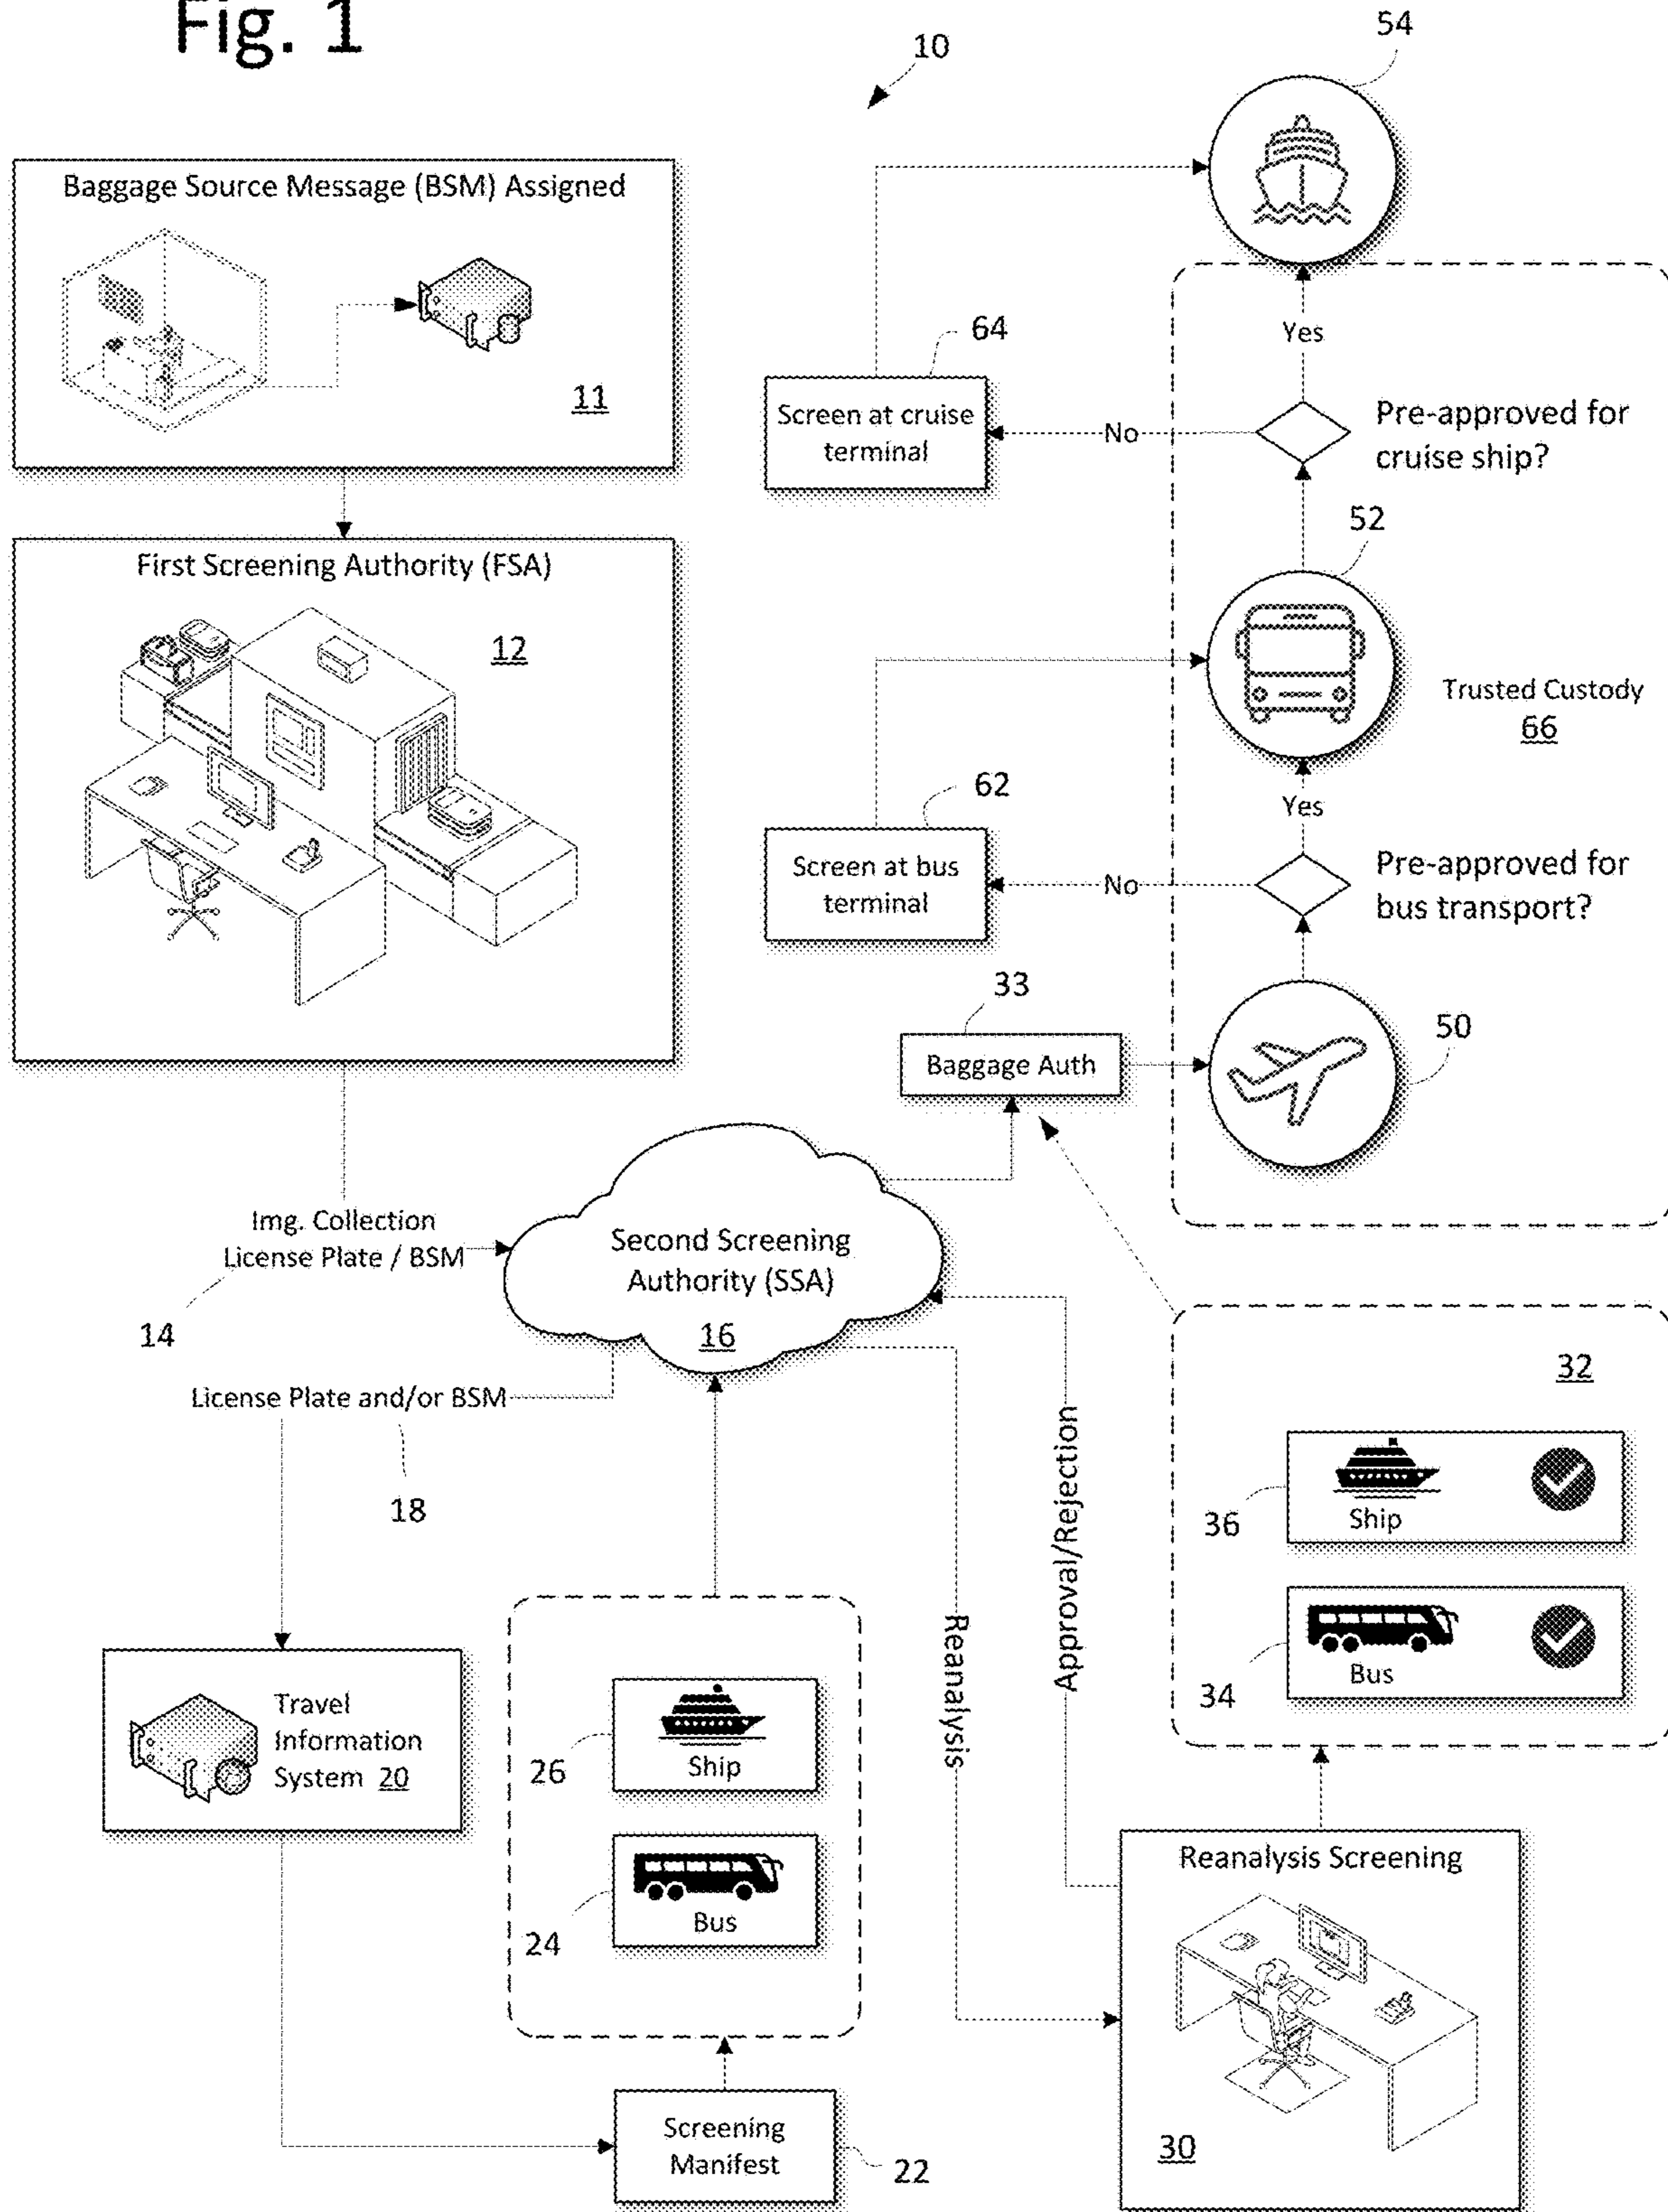 Fig. 1
10
54
Baggage Source Message (BSM) Assigned
11
64
Screen at cruise
terminal
No
Yes
Pre-approved for
cruise ship?
First Screening Authority (FSA)
12
52
Trusted Custody
66
62
Screen at bus
terminal
No
Yes
Pre-approved for
bus transport?
33
Baggage Auth
50
Img. Collection
License Plate / BSM
14
Second Screening
Authority (SSA)
16
License Plate and/or BSM
18
32
36
Ship
34
Bus
Approval/Rejection
Reanalysis
Travel
Information
System 20
26
Ship
24
Bus
Screening
Manifest
22
Reanalysis Screening
30